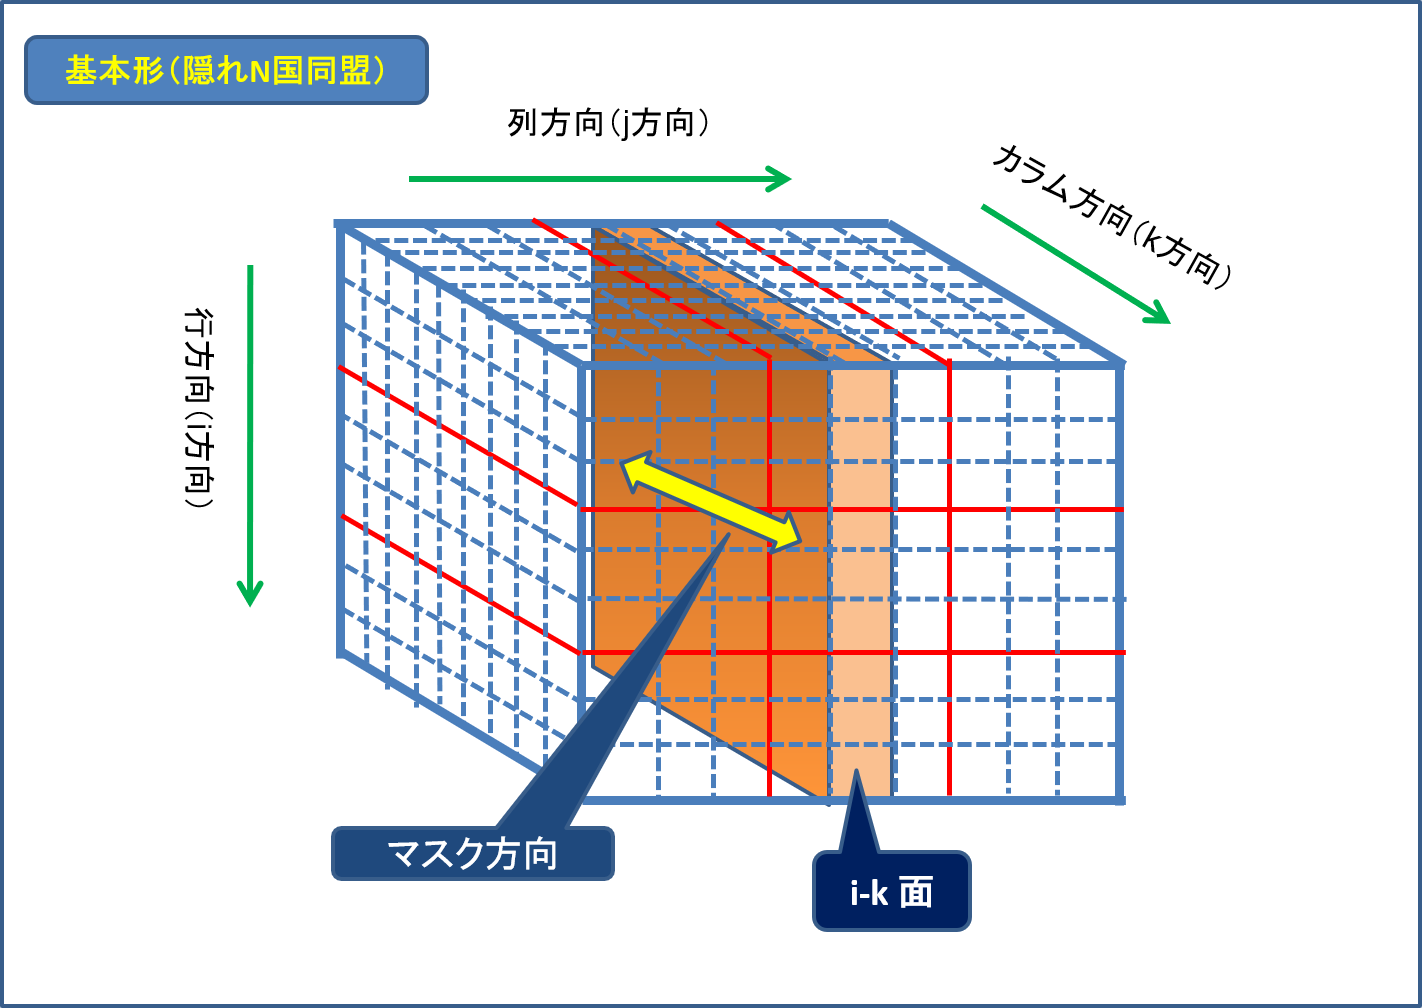 基本形（隠れN国同盟）
列方向（j方向）
カラム方向（k方向）
行方向（i方向）
マスク方向
i-k 面